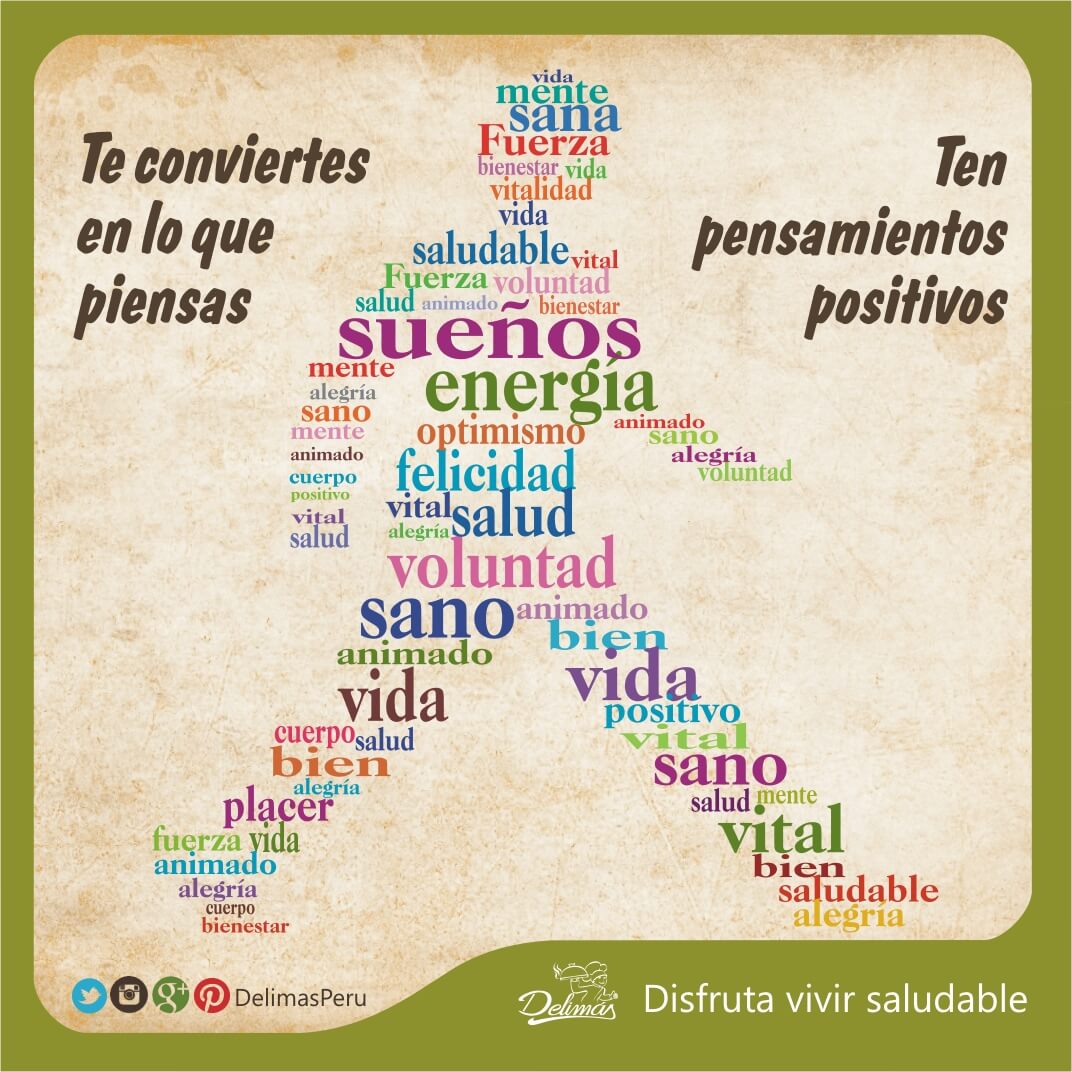 Te conviertes
en lo que
piensas
Ten
pensamientos
positivos
vida
mente
sana
Fuerza
bienestar vida
vitalidad
vida
saludable vital
Fuerza voluntad
salud animado bienestar
sueños
mente
energía
alegría
sano
optimismo
animado
mente
sano
animado
alegría
felicidad
voluntad
cuerpo
positivo
vital
salud
vital
alegría
salud
voluntad
sano animado
bien
animado
vida
vida
positivo
cuerpo salud
vital
bien
sano
alegría
placer
salud mente
fuerza vida
vital
animado
bien
alegría
saludable
cuerpo
alegría
bienestar
DelimasPeru
Delimas
Disfruta vivir saludable